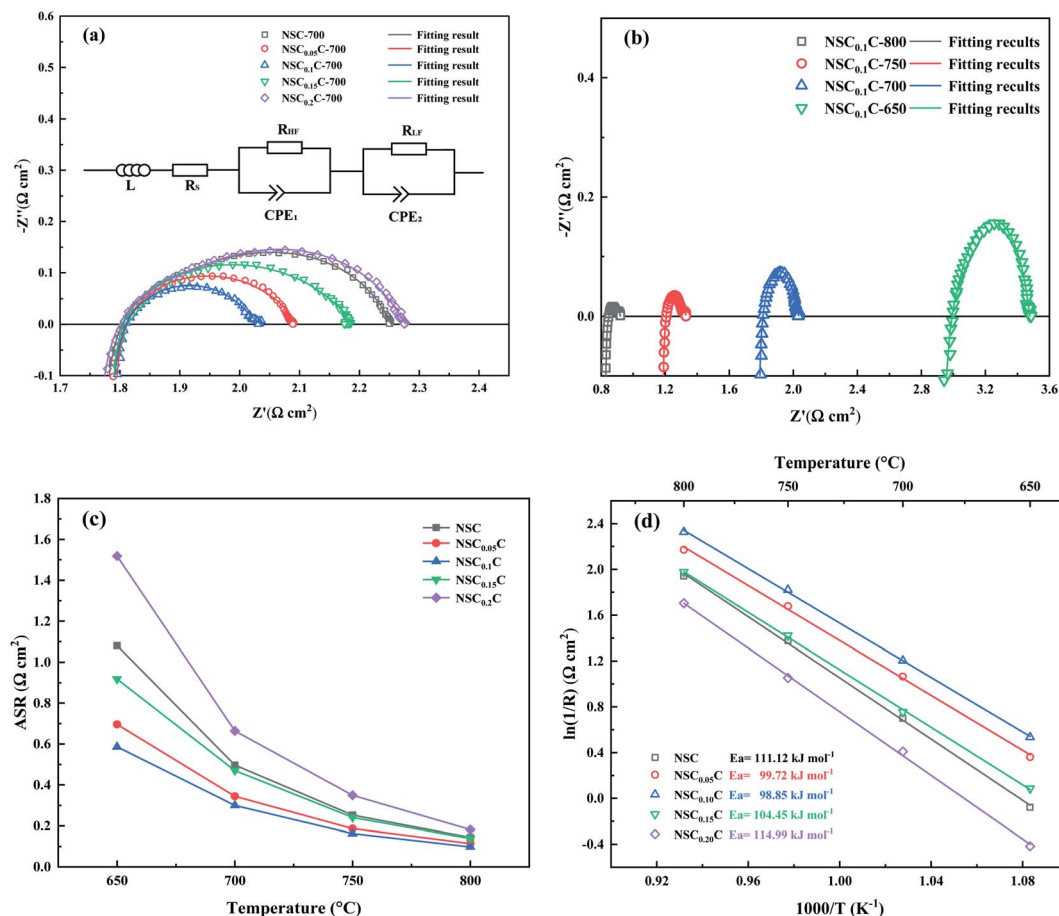 (a)
NSC-700 Fitting result
NSC0.05C-700 Fitting result
NSC0.1C-700 Fitting result
NSC0.15C-700 Fitting result
NSC0.2C-700 Fitting result
L
RS
RHF
CPE1
RLF
CPE2
-Z''(Ω cm2)
0.6
0.5
0.4
0.3
0.2
0.1
0.0
-0.1
1.7 1.8 1.9 2.0 2.1 2.2 2.3 2.4
Z'(Ω cm2)
(b)
NSC0.1C-800 Fitting recults
NSC0.1C-750 Fitting recults
NSC0.1C-700 Fitting recults
NSC0.1C-650 Fitting recults
-Z''(Ω cm2)
-0.4
-0.2
0.0
0.8 1.2 1.6 2.0 2.4 2.8 3.2 3.6
Z'(Ω cm2)
(c)
NSC
NSC0.05C
NSC0.1C
NSC0.15C
NSC0.2C
ASR (Ω cm2)
1.8
1.6
1.4
1.2
1.0
0.8
0.6
0.4
0.2
0.0
650 700 750 800
Temperature (°C)
Temperature (°C)
800 750 700 650
(d)
ln(1/R) (Ω cm2)
2.4
2.0
1.6
1.2
0.8
0.4
0.0
-0.4
NSC Ea= 111.12 kJ mol-1
NSC0.05C Ea= 99.72 kJ mol-1
NSC0.10C Ea= 98.85 kJ mol-1
NSC0.15C Ea= 104.45 kJ mol-1
NSC0.20C Ea= 114.99 kJ mol-1
0.92 0.96 1.00 1.04 1.08
1000/T (K-1)